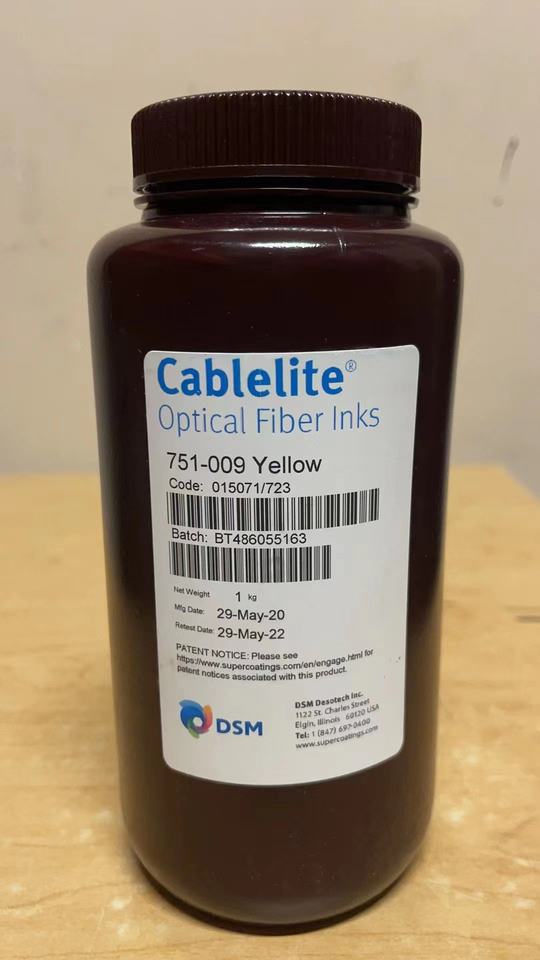 Cablelite®
Optical Fiber Inks
751-009 Yellow
Code: 015071/723
Batch: BT486055163
Net Weight 1 kg
Mfg Date: 29-May-20
Retest Date: 29-May-22
PATENT NOTICE: Please see
https://www.supercoatings.com/en/engage.html for
patent notices associated with this product.
DSM
DSM Desotech Inc.
1122 St. Charles Street
Elgin, Illinois 60120 USA
Tel: 1 (847) 697-0400
www.supercoatings.com